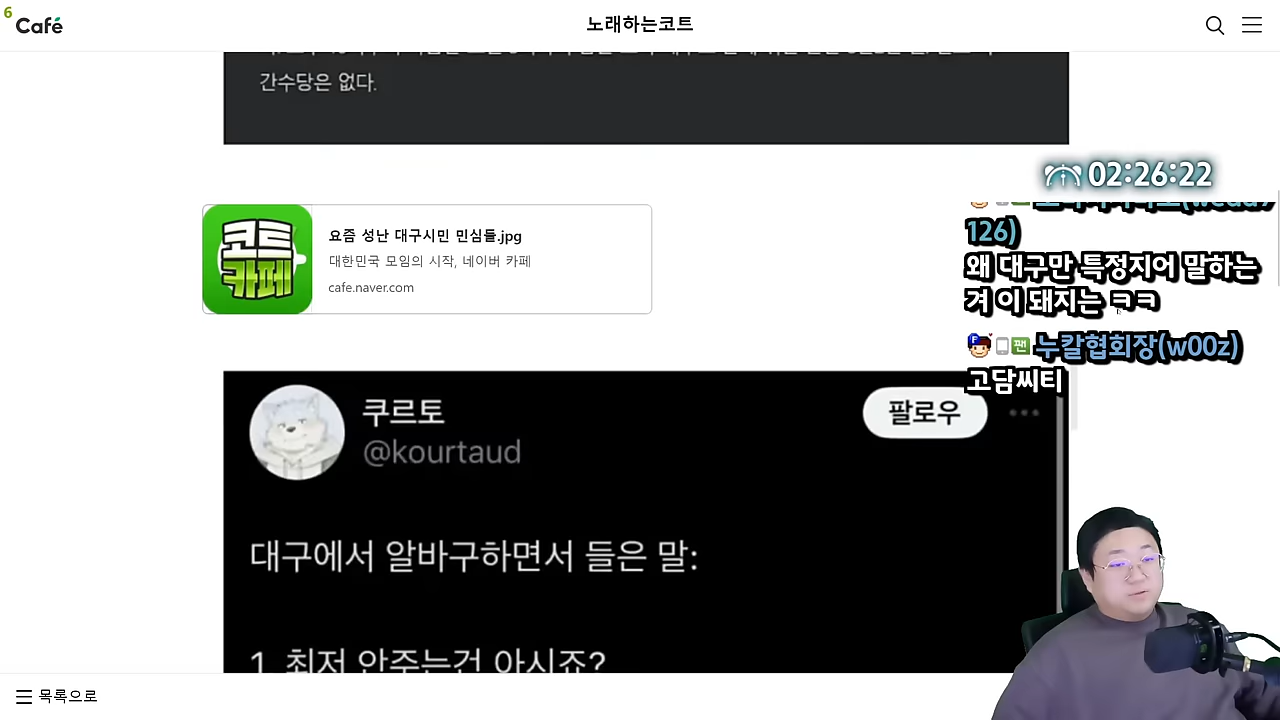 6
Café
노래하는코트
간수당은 없다.
02:26:22
코트
카페
요즘 성난 대구시민 민심들.jpg
대한민국 모임의 시작, 네이버 카페
cafe.naver.com
126)
왜 대구만 특정지어 말하는
겨 이 돼지는 ㅋㅋ
F 팬 누칼협회장(w00z)
고담씨티
쿠르토
@kourtaud
팔로우
대구에서 알바구하면서 들은 말:
1. 최저 안주는건 아시죠?
목록으로